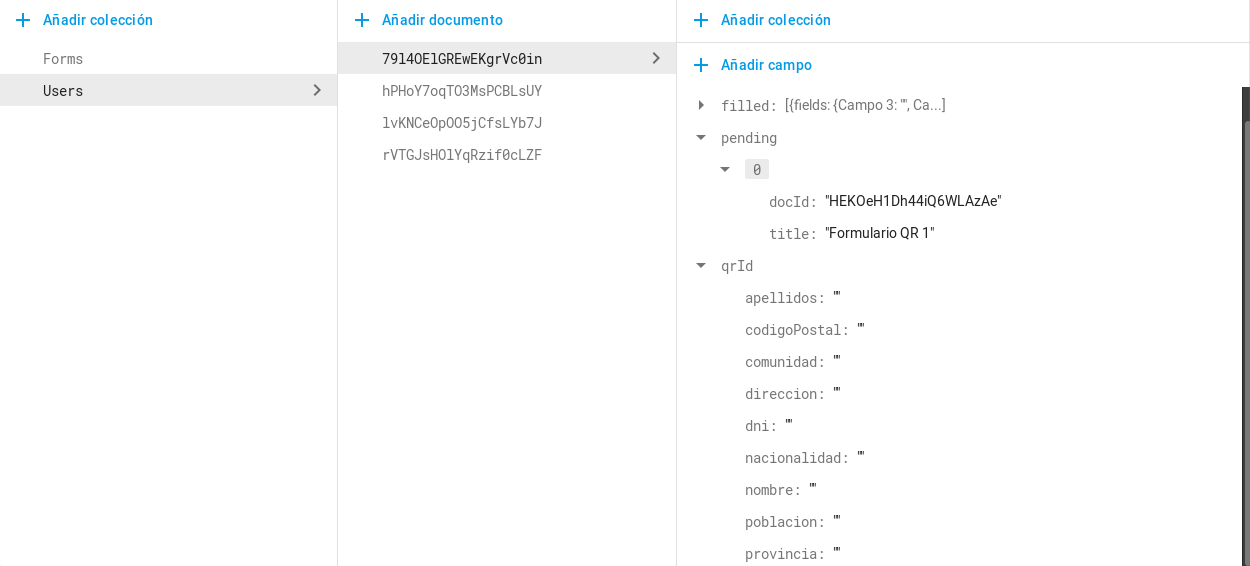 Añadir colección
Forms
Users
Añadir documento
79l4OElGREwEKgrVc0in
hPHoY7oqTO3MsPCBLsUY
lvKNCeOpOO5jCfsLYb7J
rVTGJsHOlYqRzif0cLZF
Añadir colección
Añadir campo
filled: [{fields: {Campo 3: "", Ca...]
pending
0
docId: "HEKOeH1Dh44iQ6WLAzAe"
title: "Formulario QR 1"
qrId
apellidos: ""
codigoPostal: ""
comunidad: ""
direccion: ""
dni: ""
nacionalidad: ""
nombre: ""
poblacion: ""
provincia: ""